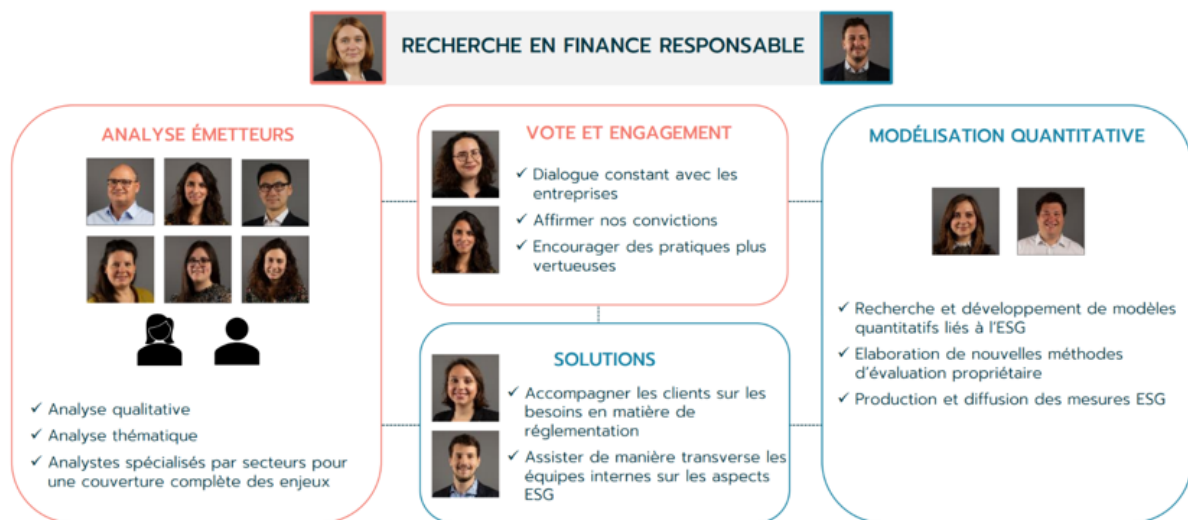 RECHERCHE EN FINANCE RESPONSABLE
ANALYSE ÉMETTEURS
✓ Analyse qualitative
✓ Analyse thématique
✓ Analystes spécialisés par secteurs pour
une couverture complète des enjeux
VOTE ET ENGAGEMENT
✓ Dialogue constant avec les
entreprises
✓ Affirmer nos convictions
✓ Encourager des pratiques plus
vertueuses
SOLUTIONS
✓ Accompagner les clients sur les
besoins en matière de
réglementation
✓ Assister de manière transverse les
équipes internes sur les aspects
ESG
MODÉLISATION QUANTITATIVE
✓ Recherche et développement de modèles
quantitatifs liés à l'ESG
✓ Elaboration de nouvelles méthodes
d'évaluation propriétaire
✓ Production et diffusion des mesures ESG